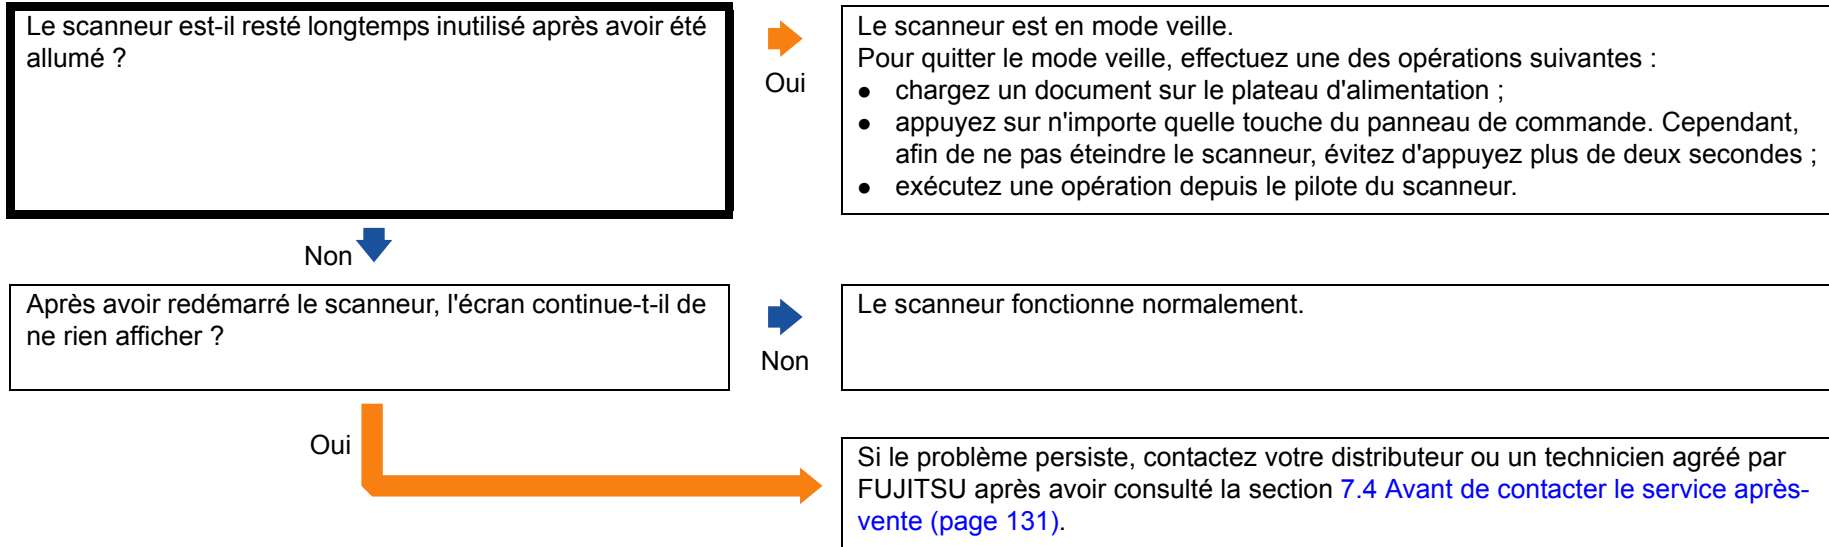 Le scanneur est-il resté longtemps inutilisé après avoir été
allumé ?
Oui
Le scanneur est en mode veille.
Pour quitter le mode veille, effectuez une des opérations suivantes :
● chargez un document sur le plateau d'alimentation ;
● appuyez sur n'importe quelle touche du panneau de commande. Cependant,
afin de ne pas éteindre le scanneur, évitez d'appuyez plus de deux secondes ;
● exécutez une opération depuis le pilote du scanneur.
Non
Après avoir redémarré le scanneur, l'écran continue-t-il de
ne rien afficher ?
Non
Le scanneur fonctionne normalement.
Oui
Si le problème persiste, contactez votre distributeur ou un technicien agréé par
FUJITSU après avoir consulté la section 7.4 Avant de contacter le service après-
vente (page 131).